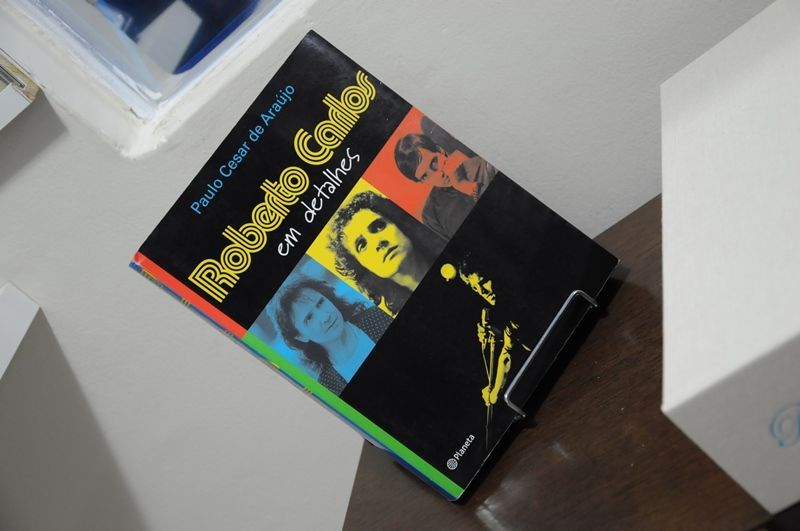 Paulo Cesar de Araújo
Roberto Carlos
em detalhes
Planeta